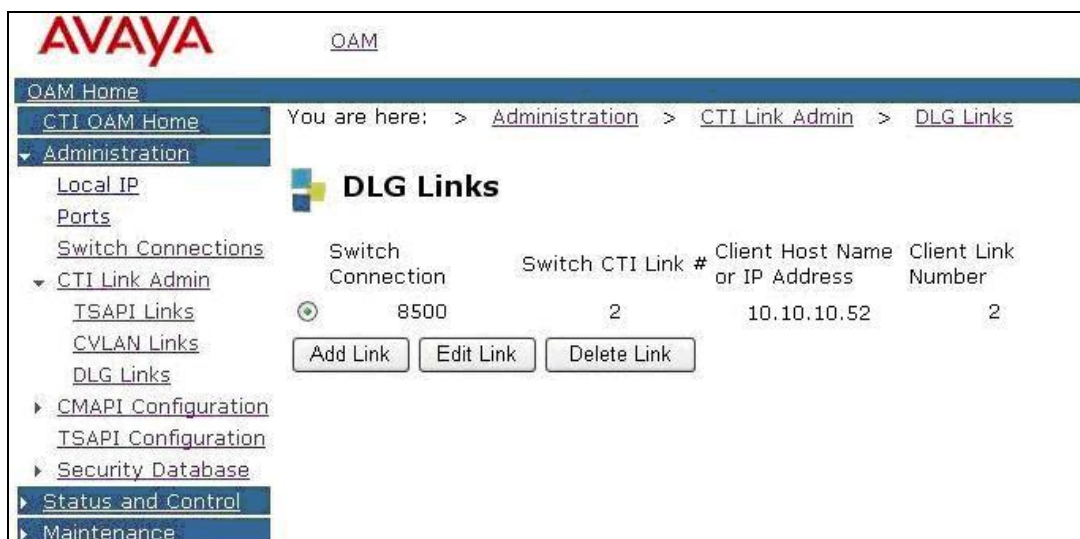 AVAYA
OAM
OAM Home
CTI OAM Home
Administration
Local IP
Ports
Switch Connections
CTI Link Admin
TSAPI Links
CVLAN Links
DLG Links
CMAPI Configuration
TSAPI Configuration
Security Database
Status and Control
Maintenance
You are here: > Administration > CTI Link Admin > DLG Links
DLG Links
Switch Connection Switch CTI Link # Client Host Name or IP Address Client Link Number
8500 2 10.10.10.52 2
Add Link Edit Link Delete Link